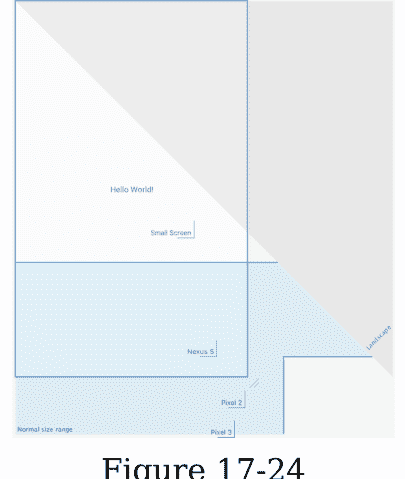 Hello World!
Small Screen
Landscape
Nexus 5
Pixel 2
Normal size range
Pixel 3
Figure 17-24